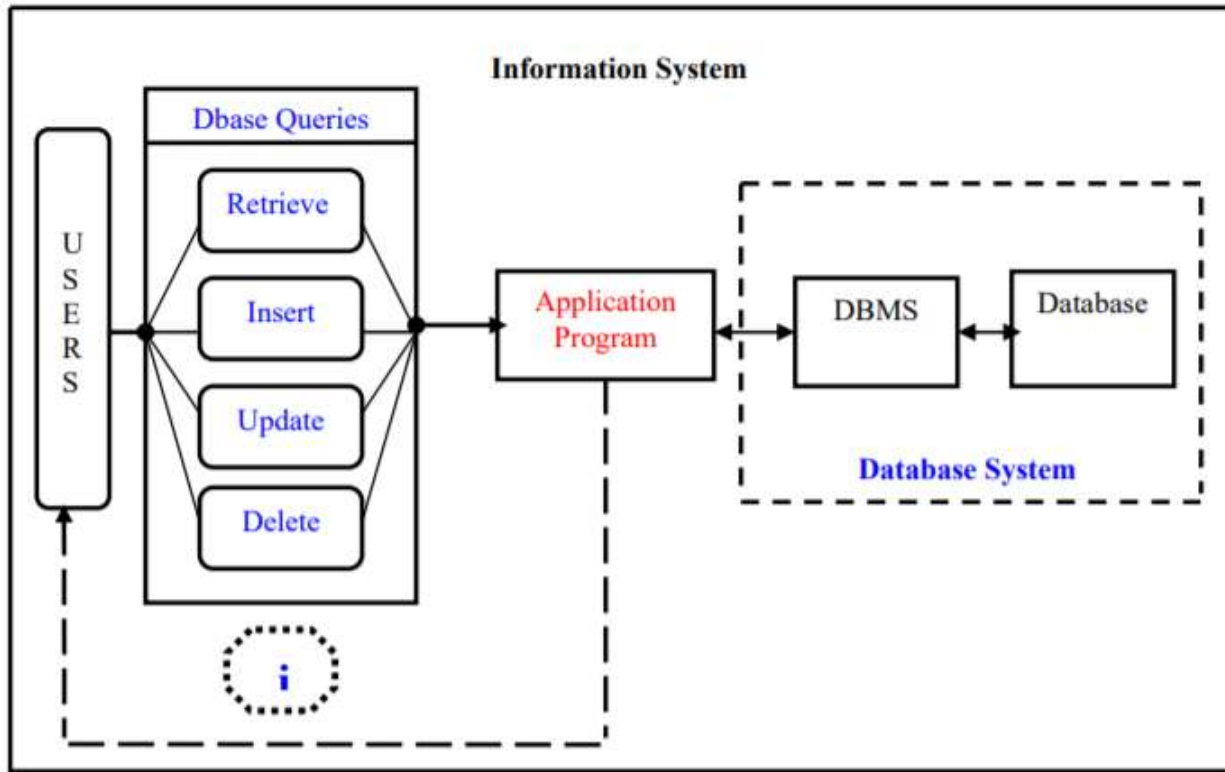 Information System
Dbase Queries
U
S
E
R
S
Retrieve
Insert
Update
Delete
Application
Program
DBMS
Database
Database System
i